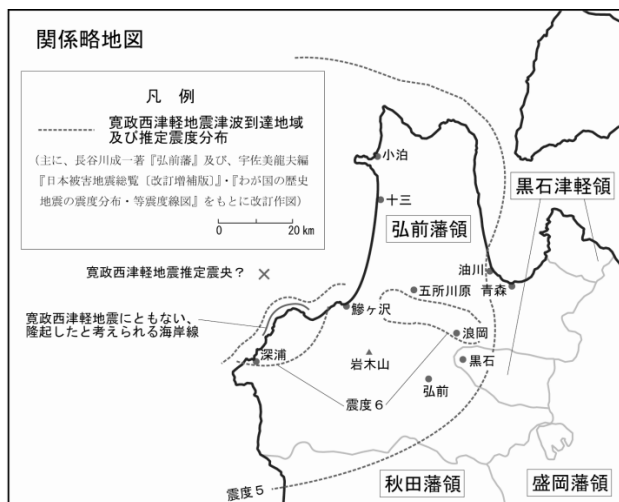 関係略地図
凡 例
寛政西津軽地震津波到達地域
及び推定震度分布
(主に、長谷川成一著『弘前藩』及び、宇佐美龍夫編
『日本被害地震総覧〔改訂増補版〕』・『わが国の歴史
地震の震度分布・等震度線図』をもとに改訂作図)
0 20 km
小泊
黒石津軽領
十三
弘前藩領
寛政西津軽地震推定震央？
油川
五所川原
青森
寛政西津軽地震にともない、
隆起したと考えられる海岸線
鰺ヶ沢
浪岡
深浦
岩木山
黒石
震度６
弘前
震度５
秋田藩領
盛岡藩領